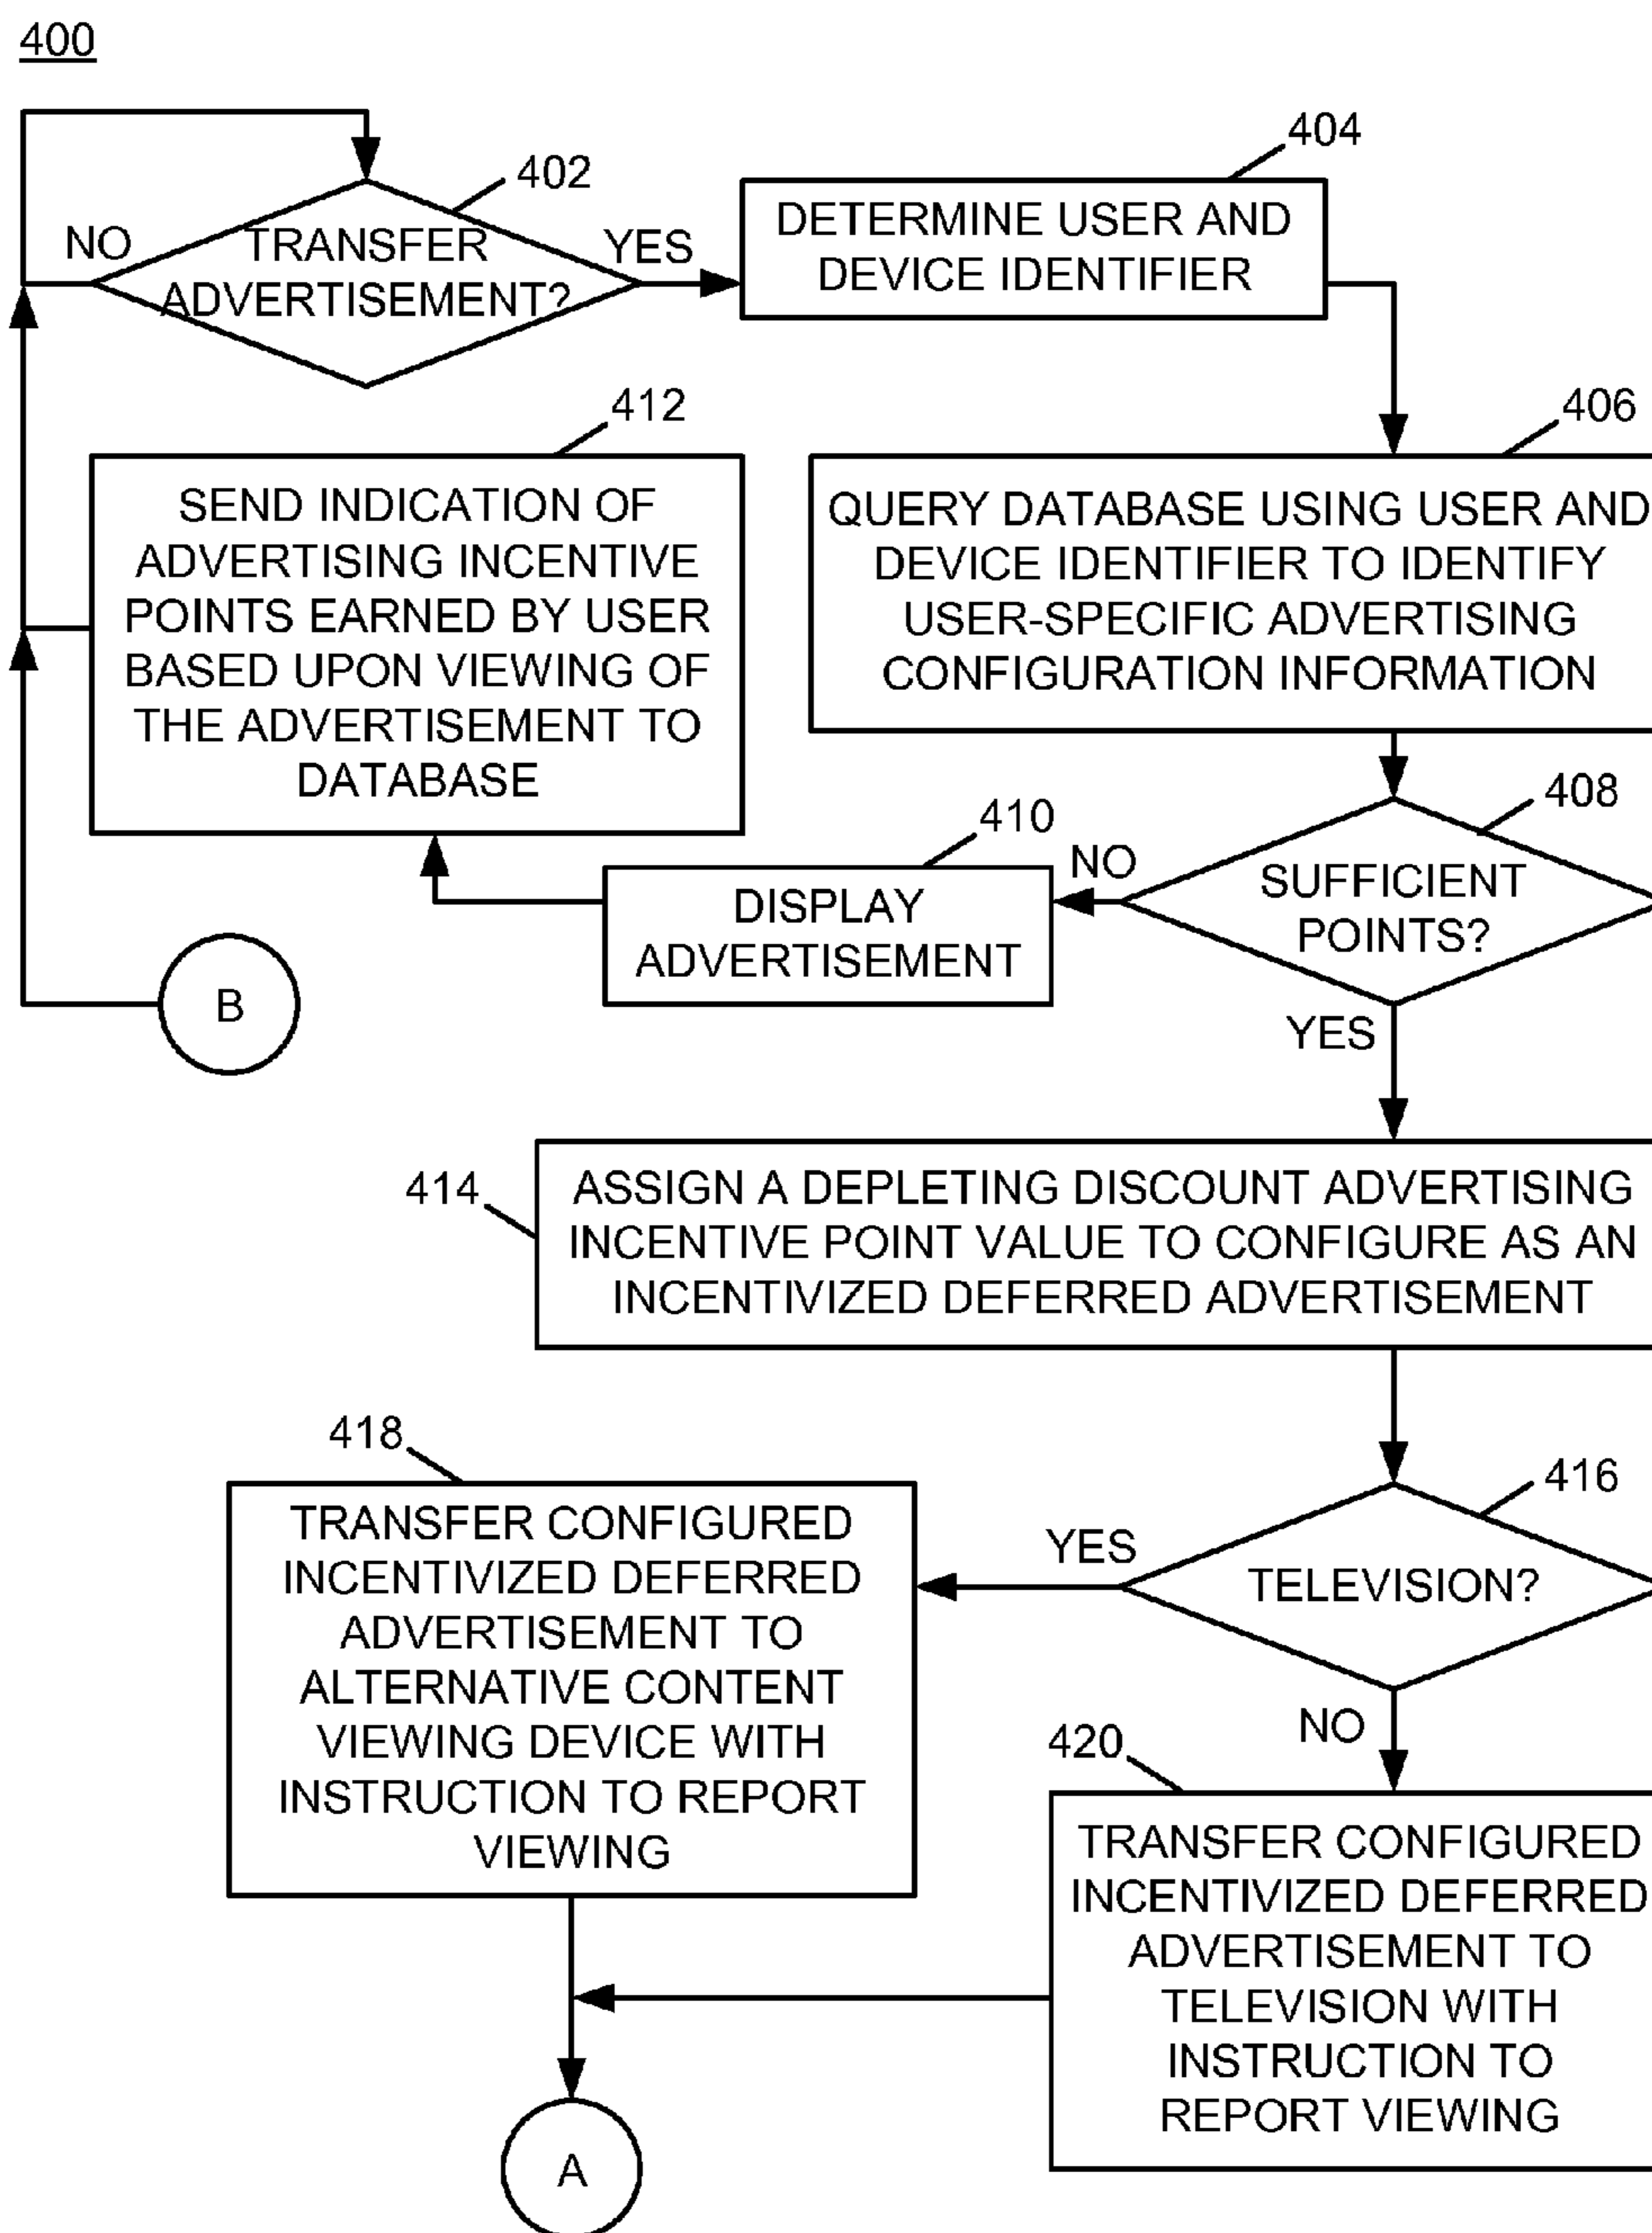 400
402
NO
TRANSFER
ADVERTISEMENT?
YES
404
DETERMINE USER AND
DEVICE IDENTIFIER
406
QUERY DATABASE USING USER AND
DEVICE IDENTIFIER TO IDENTIFY
USER-SPECIFIC ADVERTISING
CONFIGURATION INFORMATION
412
SEND INDICATION OF
ADVERTISING INCENTIVE
POINTS EARNED BY USER
BASED UPON VIEWING OF
THE ADVERTISEMENT TO
DATABASE
408
SUFFICIENT
POINTS?
NO
410
DISPLAY
ADVERTISEMENT
B
YES
414
ASSIGN A DEPLETING DISCOUNT ADVERTISING
INCENTIVE POINT VALUE TO CONFIGURE AS AN
INCENTIVIZED DEFERRED ADVERTISEMENT
416
TELEVISION?
YES
418
TRANSFER CONFIGURED
INCENTIVIZED DEFERRED
ADVERTISEMENT TO
ALTERNATIVE CONTENT
VIEWING DEVICE WITH
INSTRUCTION TO REPORT
VIEWING
NO
420
TRANSFER CONFIGURED
INCENTIVIZED DEFERRED
ADVERTISEMENT TO
TELEVISION WITH
INSTRUCTION TO
REPORT VIEWING
A